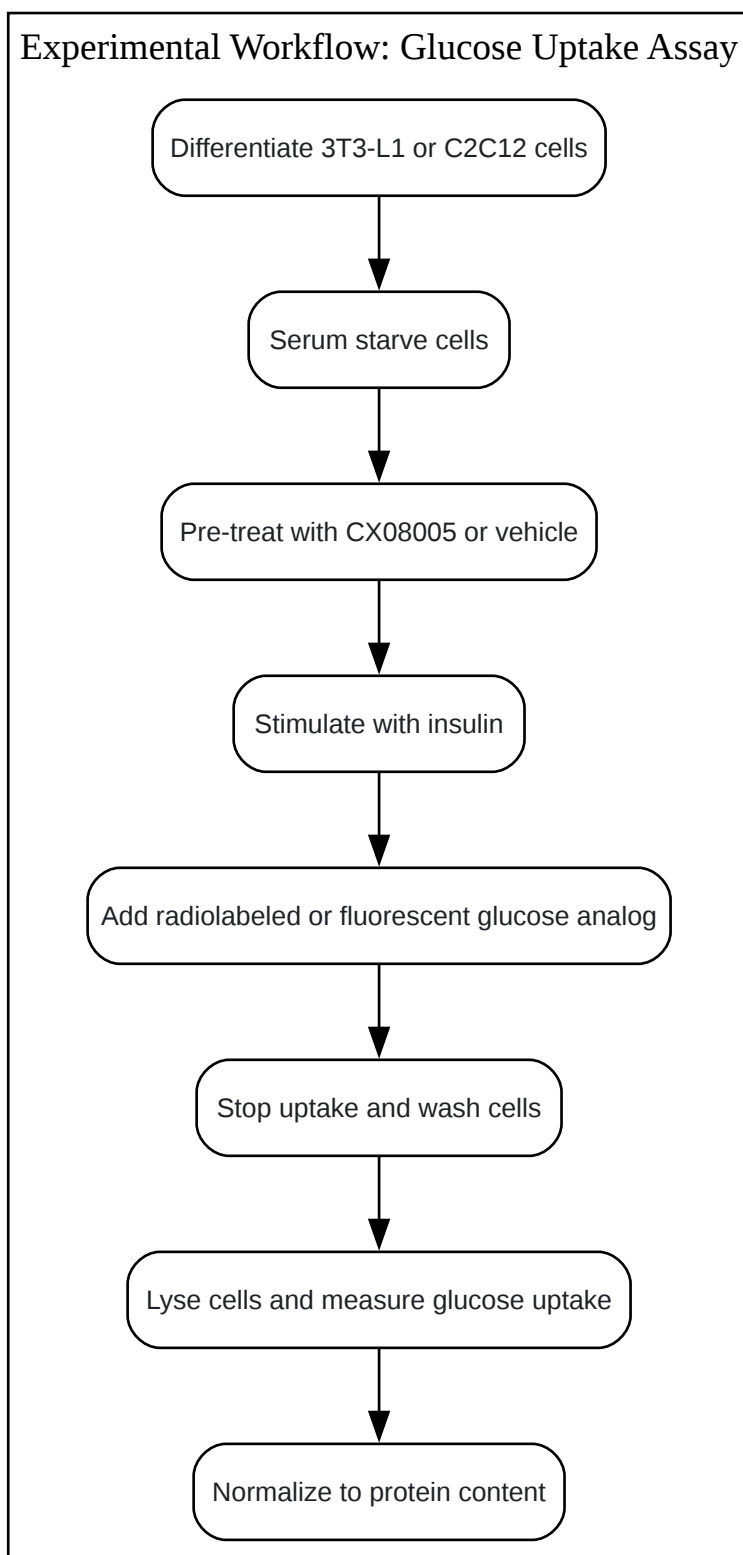 Experimental Workflow: Glucose Uptake Assay
Differentiate 3T3-L1 or C2C12 cells
Serum starve cells
Pre-treat with CX08005 or vehicle
Stimulate with insulin
Add radiolabeled or fluorescent glucose analog
Stop uptake and wash cells
Lyse cells and measure glucose uptake
Normalize to protein content